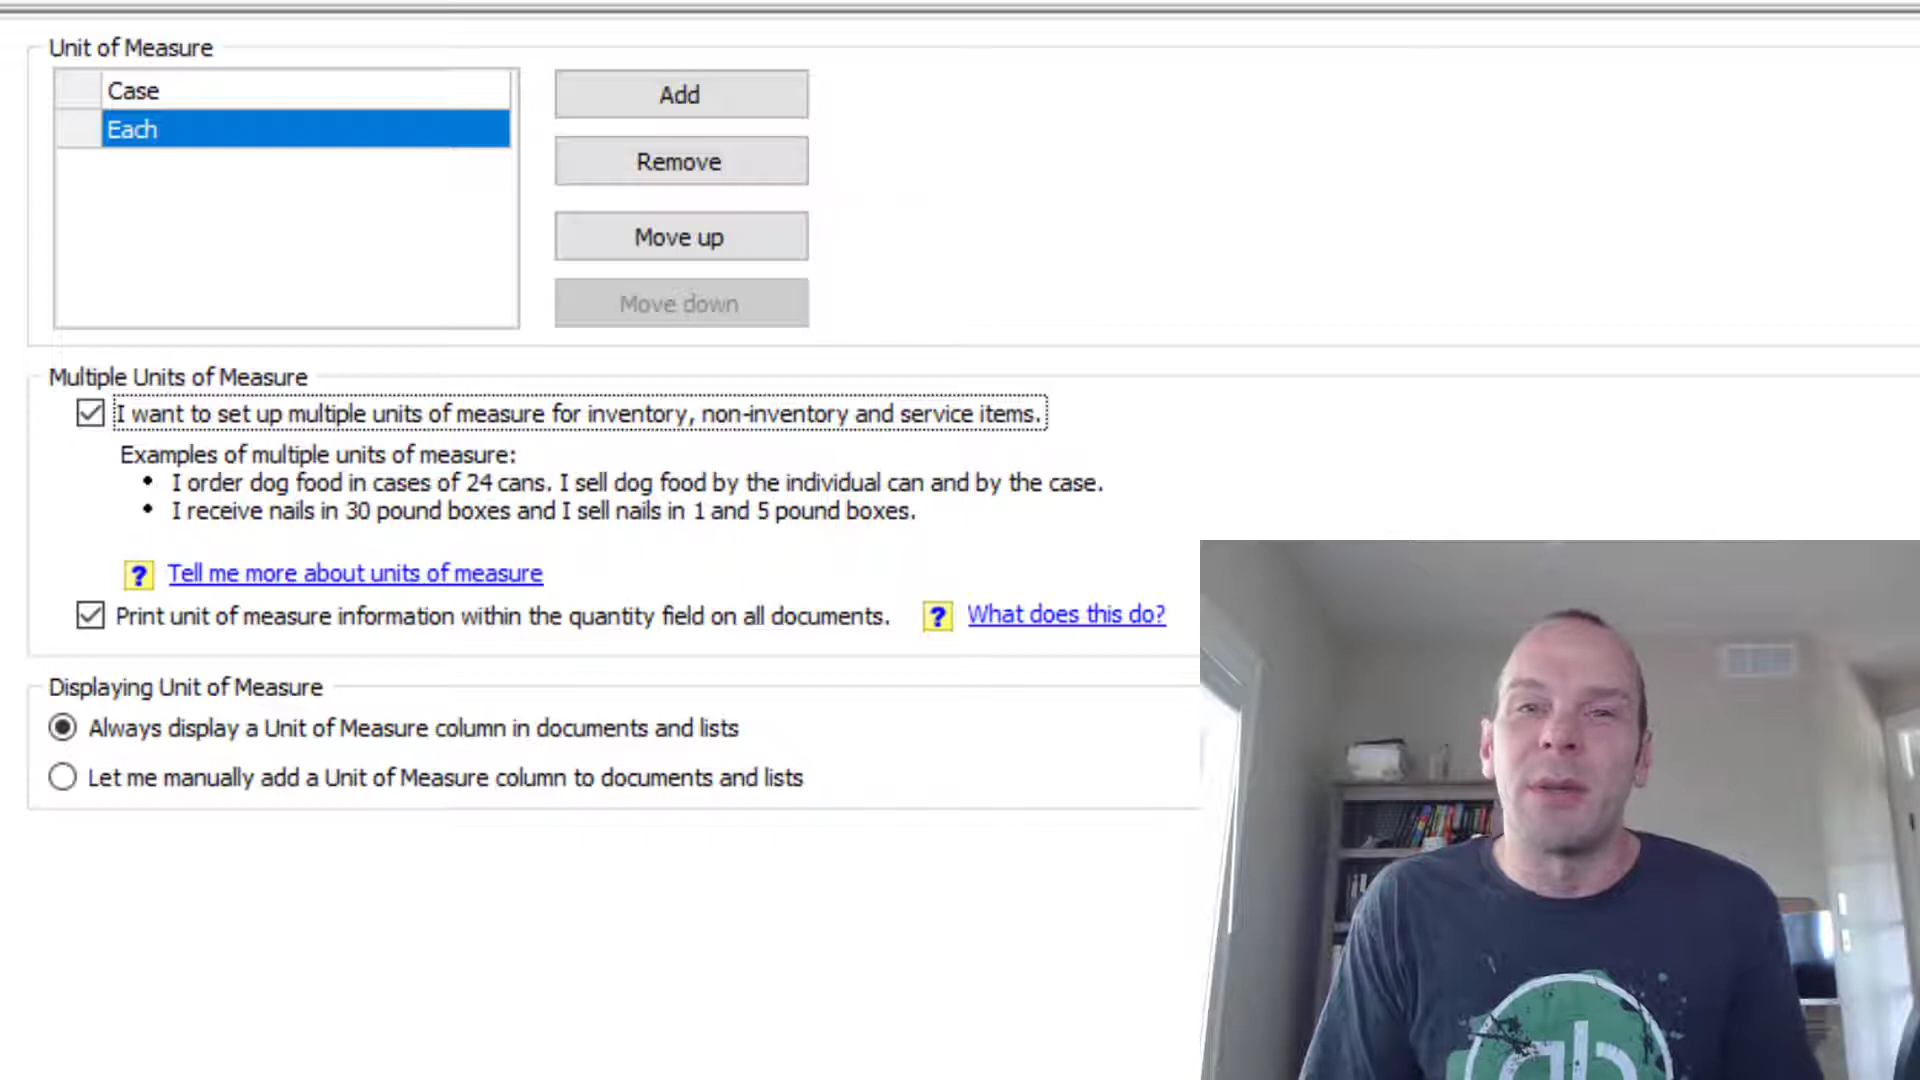 Unit of Measure
Case
Each
Add
Remove
Move up
Move down
Multiple Units of Measure
I want to set up multiple units of measure for inventory, non-inventory and service items.
Examples of multiple units of measure:
• I order dog food in cases of 24 cans. I sell dog food by the individual can and by the case.
• I receive nails in 30 pound boxes and I sell nails in 1 and 5 pound boxes.
? Tell me more about units of measure
Print unit of measure information within the quantity field on all documents. ? What does this do?
Displaying Unit of Measure
Always display a Unit of Measure column in documents and lists
Let me manually add a Unit of Measure column to documents and lists
qb